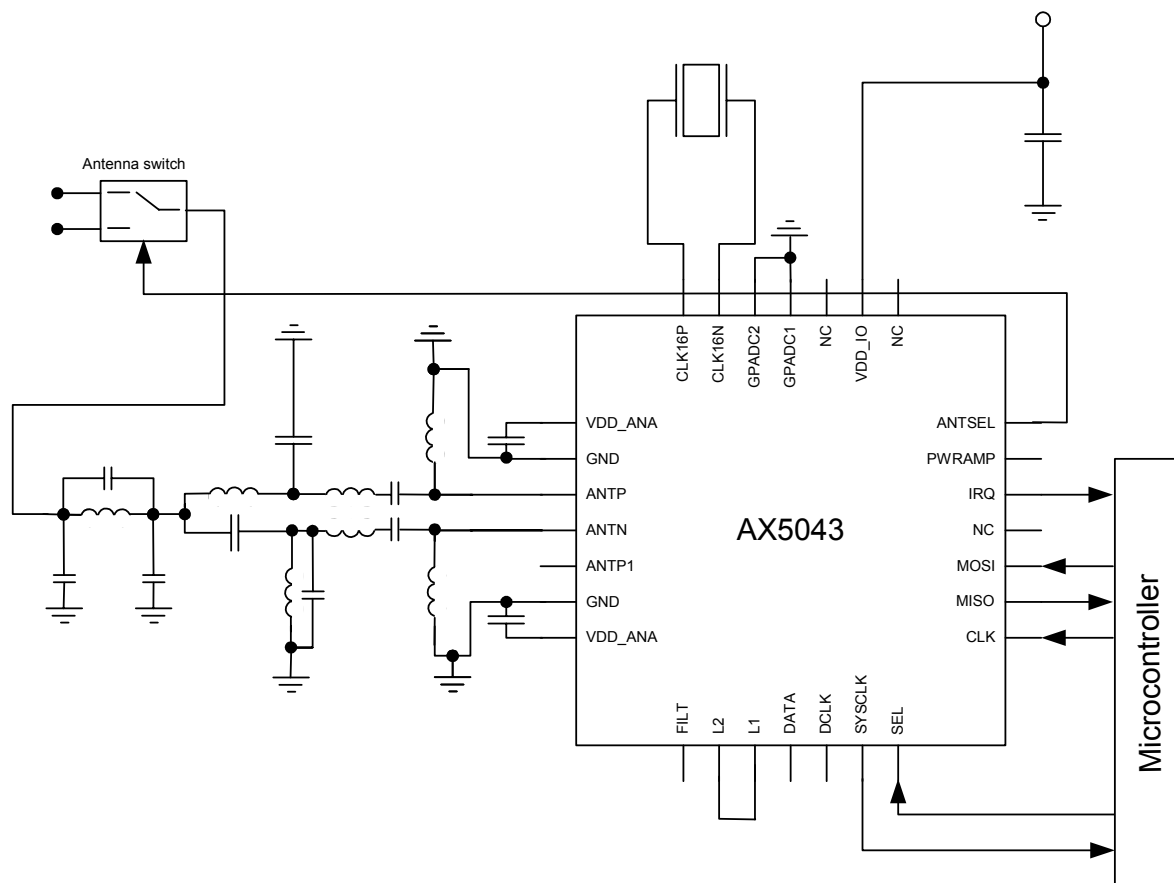 Antenna switch
CLK16P
CLK16N
GPADC2
GPADC1
NC
VDD_IO
NC
VDD_ANA
GND
ANTP
ANTN
ANTP1
GND
VDD_ANA
AX5043
ANTSEL
PWRAMP
IRQ
NC
MOSI
MISO
CLK
FILT
L2
L1
DATA
DCLK
SYSCLK
SEL
Microcontroller